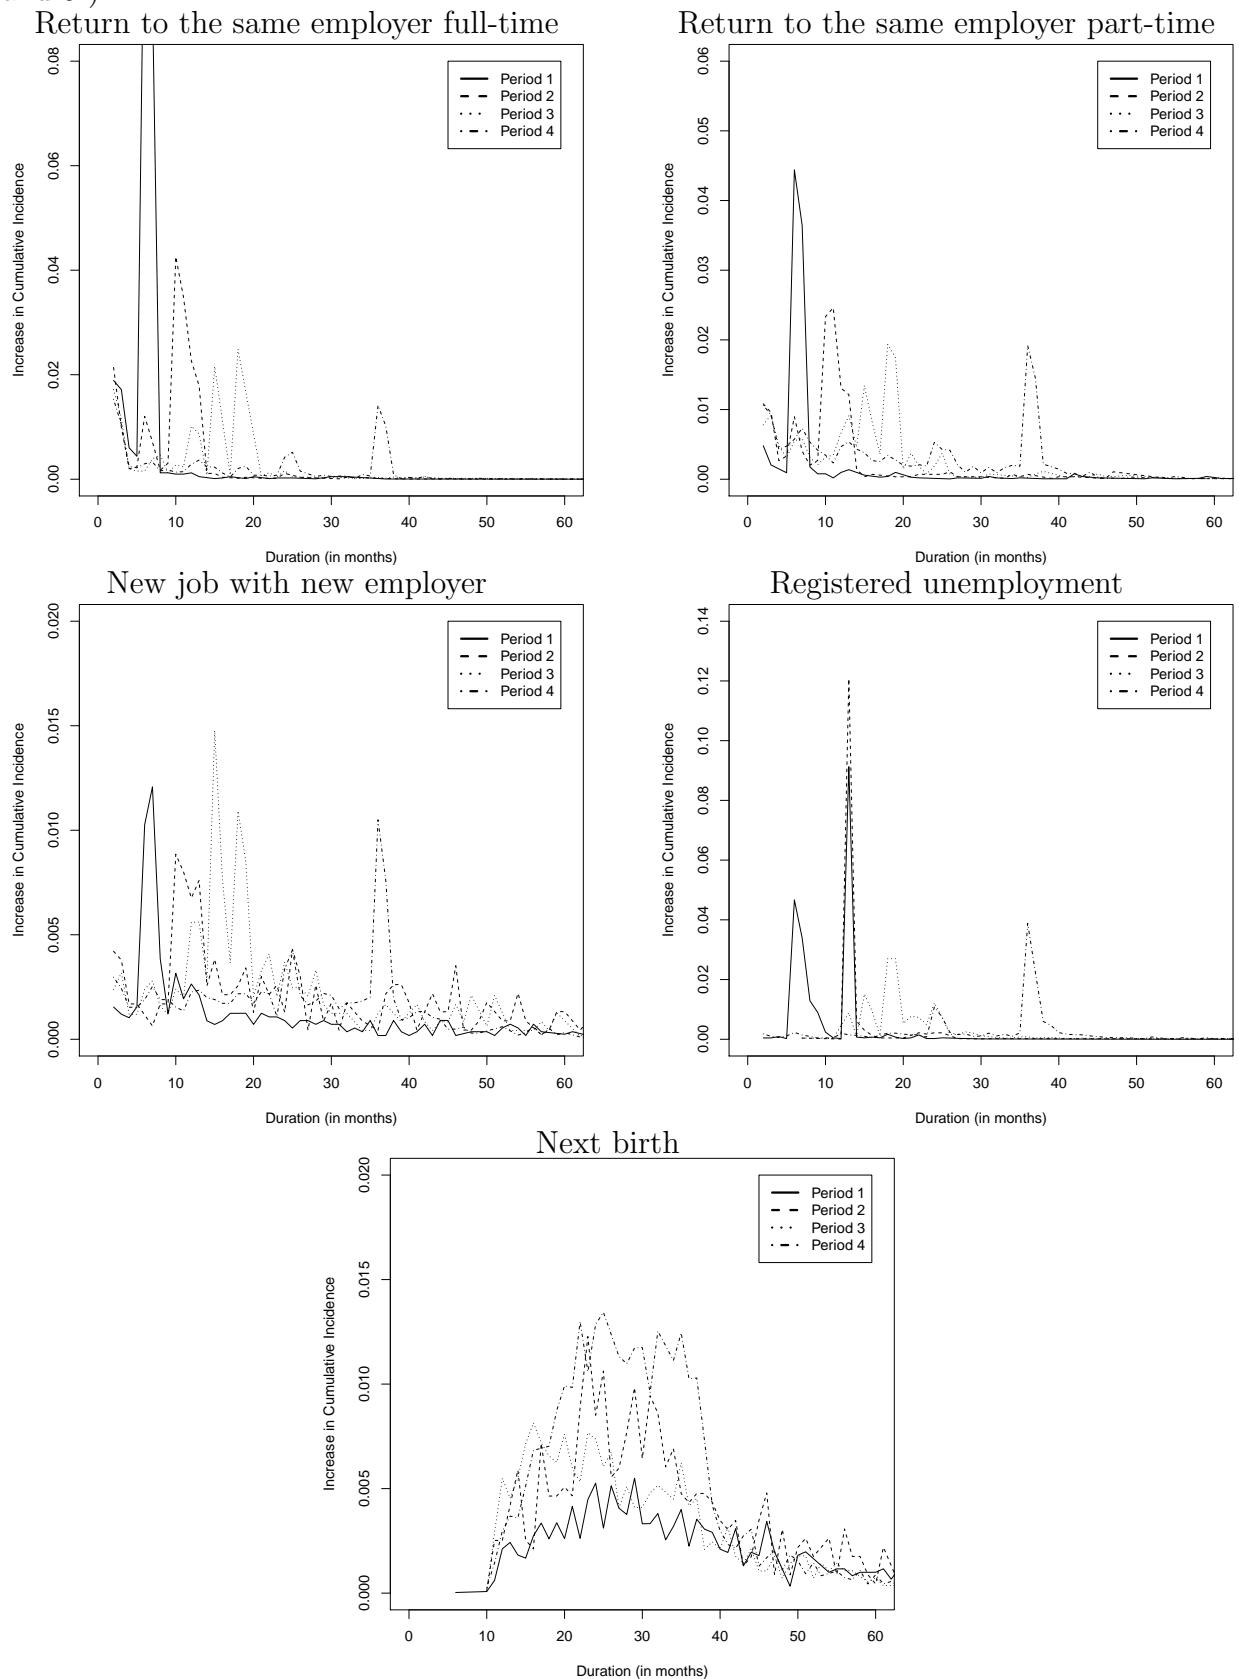 Return to the same employer full-time
Increase in Cumulative Incidence
0.08
0.06
0.04
0.02
0.00
Period 1
Period 2
Period 3
Period 4
0 10 20 30 40 50 60
Duration (in months)
Return to the same employer part-time
Increase in Cumulative Incidence
0.06
0.05
0.04
0.03
0.02
0.01
0.00
Period 1
Period 2
Period 3
Period 4
0 10 20 30 40 50 60
Duration (in months)
New job with new employer
Increase in Cumulative Incidence
0.020
0.015
0.010
0.005
0.000
Period 1
Period 2
Period 3
Period 4
0 10 20 30 40 50 60
Duration (in months)
Registered unemployment
Increase in Cumulative Incidence
0.14
0.12
0.10
0.08
0.06
0.04
0.02
0.00
Period 1
Period 2
Period 3
Period 4
0 10 20 30 40 50 60
Duration (in months)
Next birth
Increase in Cumulative Incidence
0.020
0.015
0.010
0.005
0.000
Period 1
Period 2
Period 3
Period 4
0 10 20 30 40 50 60
Duration (in months)